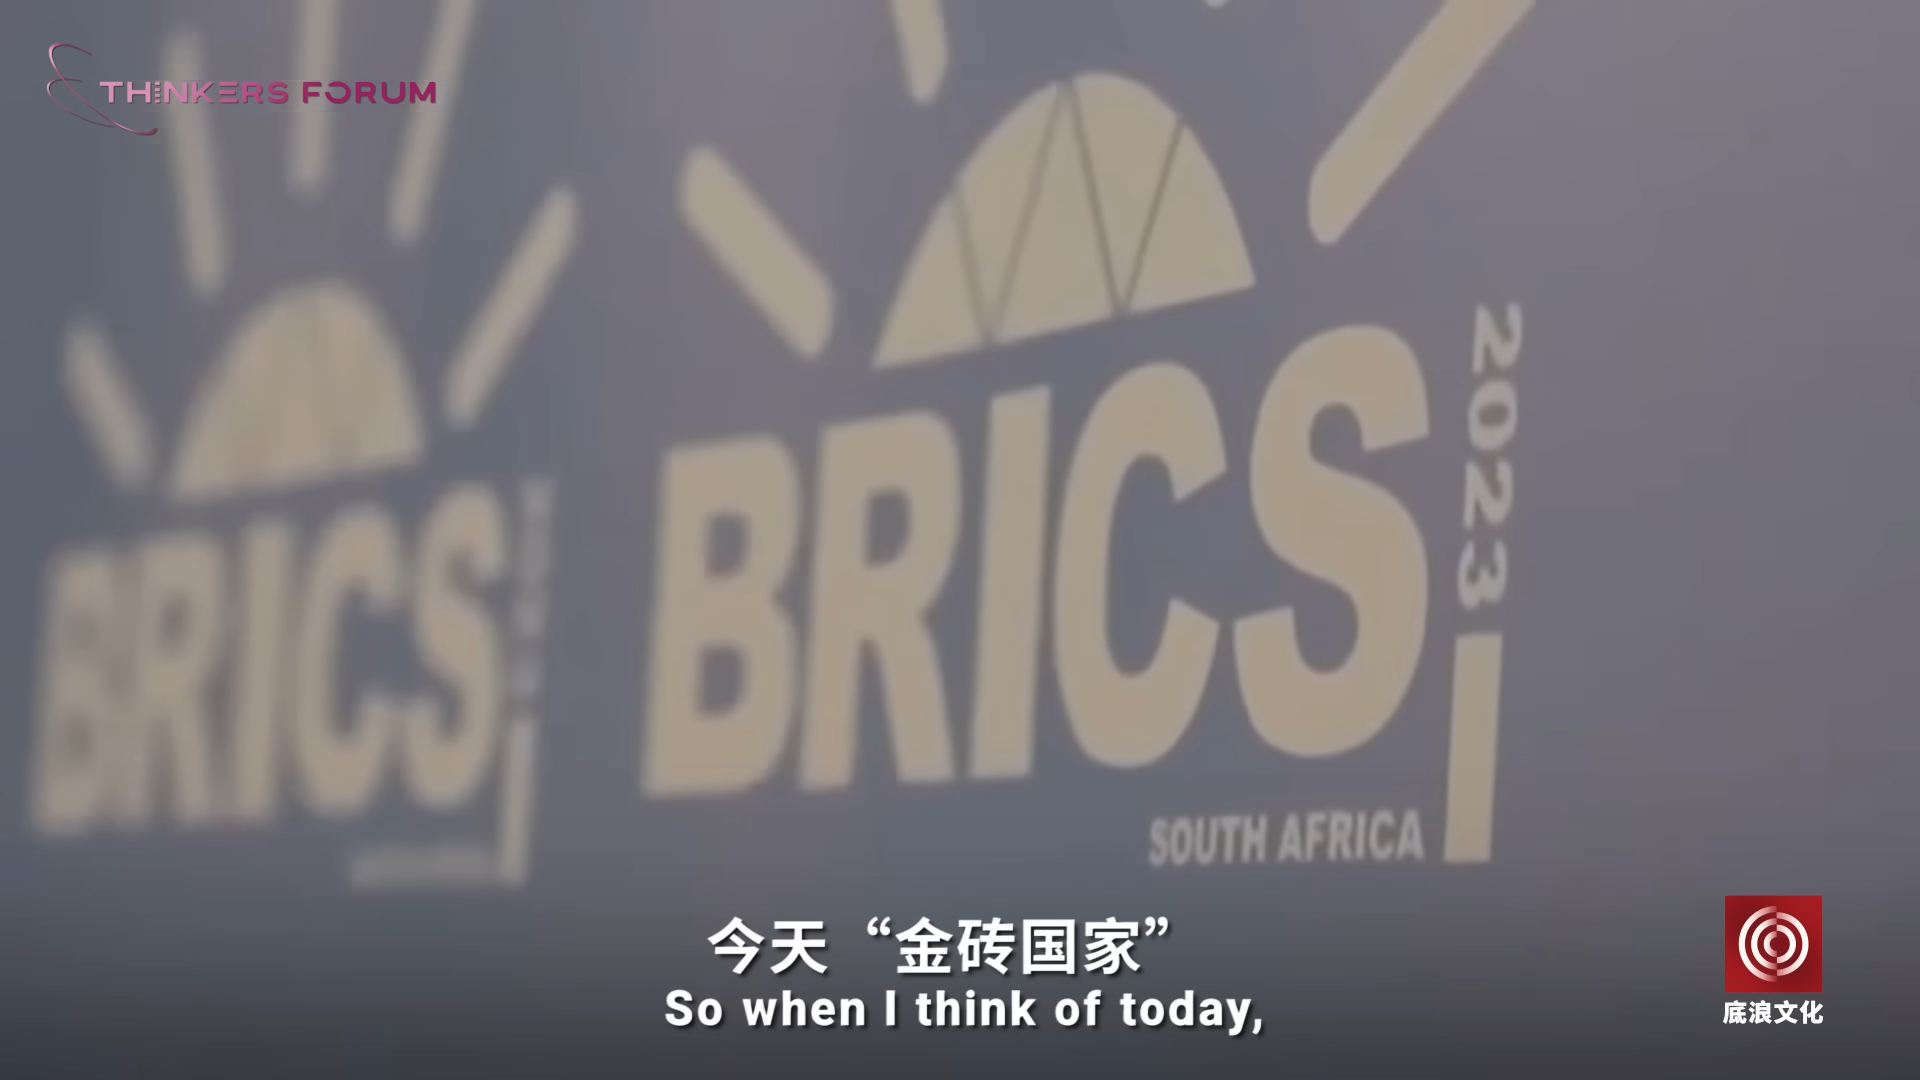 THINKERS FORUM
BRICS
BRICS
2023
SOUTH AFRICA
今天“金砖国家”
So when I think of today,
底浪文化